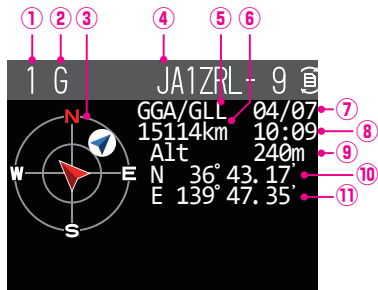 ① ② ③ ④ ⑤ ⑥
1 G JA1ZRL- 9
GGA/GLL 04/07 ⑦
15114km 10:09 ⑧
Alt 240m ⑨
N 36°43.17' ⑩
E 139°47.35' ⑪
N
W E
S